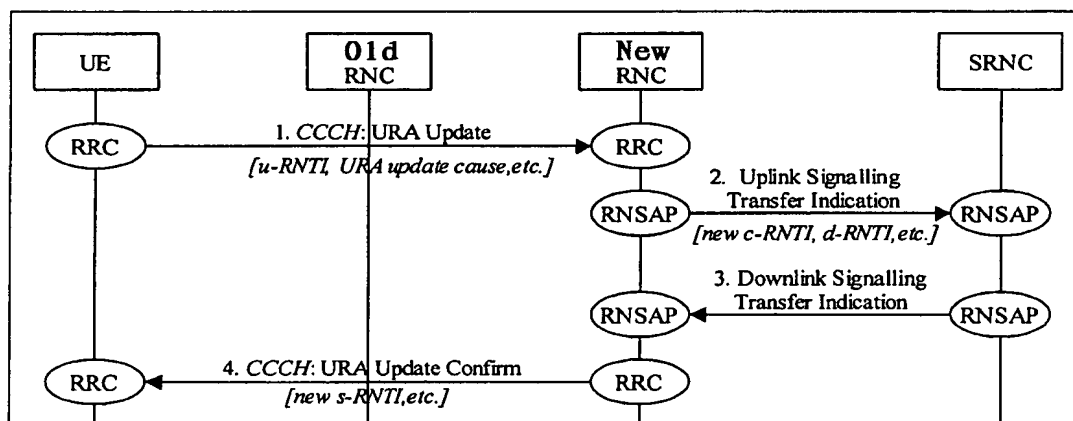 UE
Old
RNC
New
RNC
SRNC
RRC
1. CCCH: URA Update
[u-RNTI, URA update cause,etc.]
RRC
RNSAP
2. Uplink Signalling
Transfer Indication
[new c-RNTI, d-RNTI,etc.]
RNSAP
3. Downlink Signalling
Transfer Indication
RNSAP
RNSAP
RRC
4. CCCH: URA Update Confirm
[new s-RNTI,etc.]
RRC